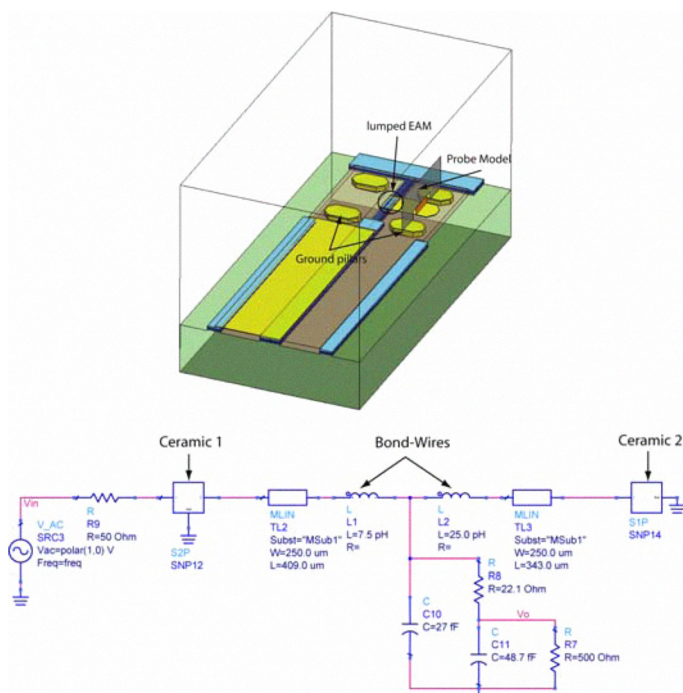 lumped EAM
Probe Model
Ground pillars
Ceramic 1
Bond-Wires
Ceramic 2
Vin
R
R9
R=50 Ohm
V_AC
SRC3
Vac=polar(1,0) V
Freq=freq
S2P
SNP12
MLIN
TL2
Subst="MSub1"
W=250.0 um
L=409.0 um
L
L1
L=7.5 pH
R=
L
L2
L=25.0 pH
R=
MLIN
TL3
Subst="MSub1"
W=250.0 um
L=343.0 um
S1P
SNP14
R
R8
R=22.1 Ohm
Vo
C
C10
C=27 fF
C
C11
C=48.7 fF
R
R7
R=500 Ohm